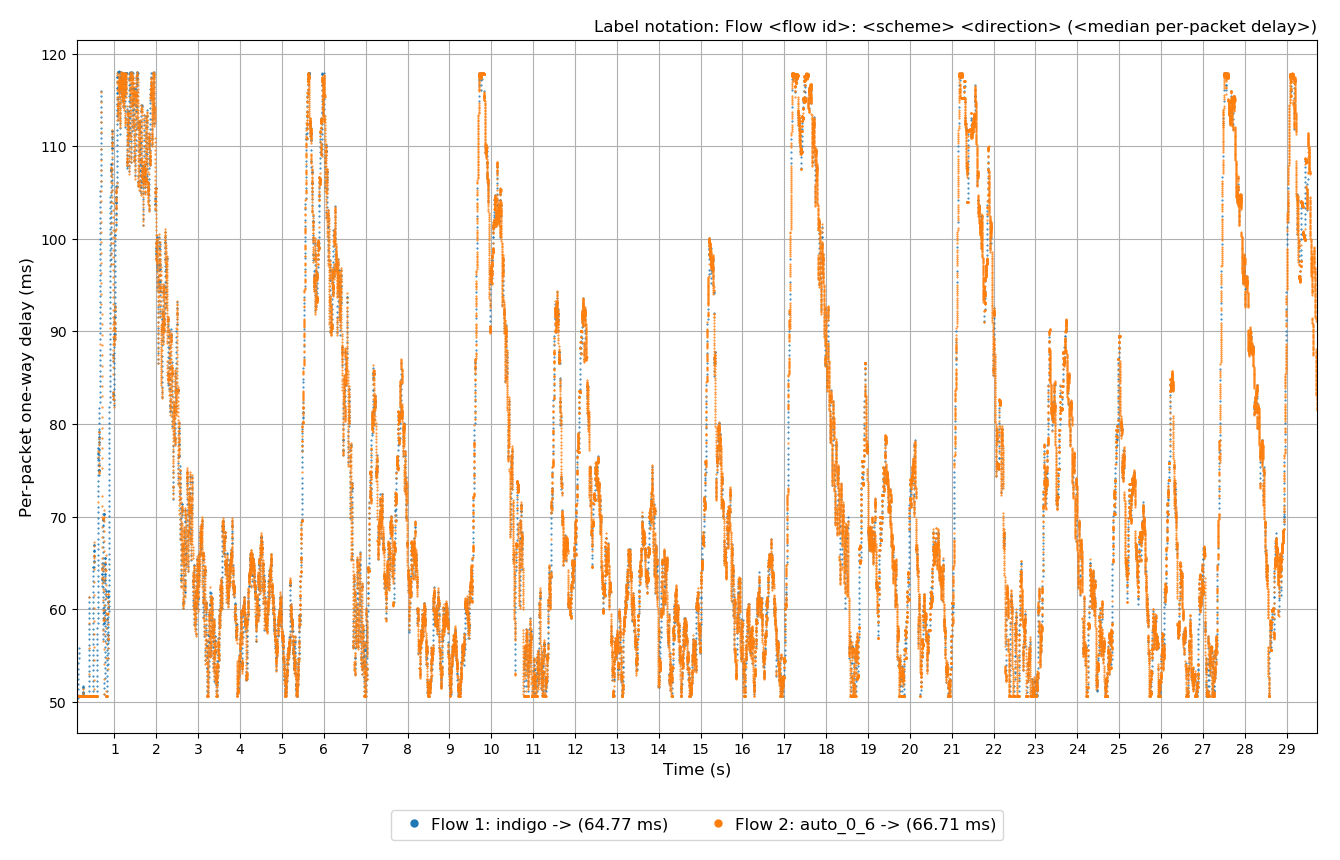 Label notation: Flow <flow id>: <scheme> <direction> (<median per-packet delay>)
120
110
100
90
80
70
60
50
Per-packet one-way delay (ms)
1 2 3 4 5 6 7 8 9 10 11 12 13 14 15 16 17 18 19 20 21 22 23 24 25 26 27 28 29
Time (s)
Flow 1: indigo -> (64.77 ms) Flow 2: auto_0_6 -> (66.71 ms)